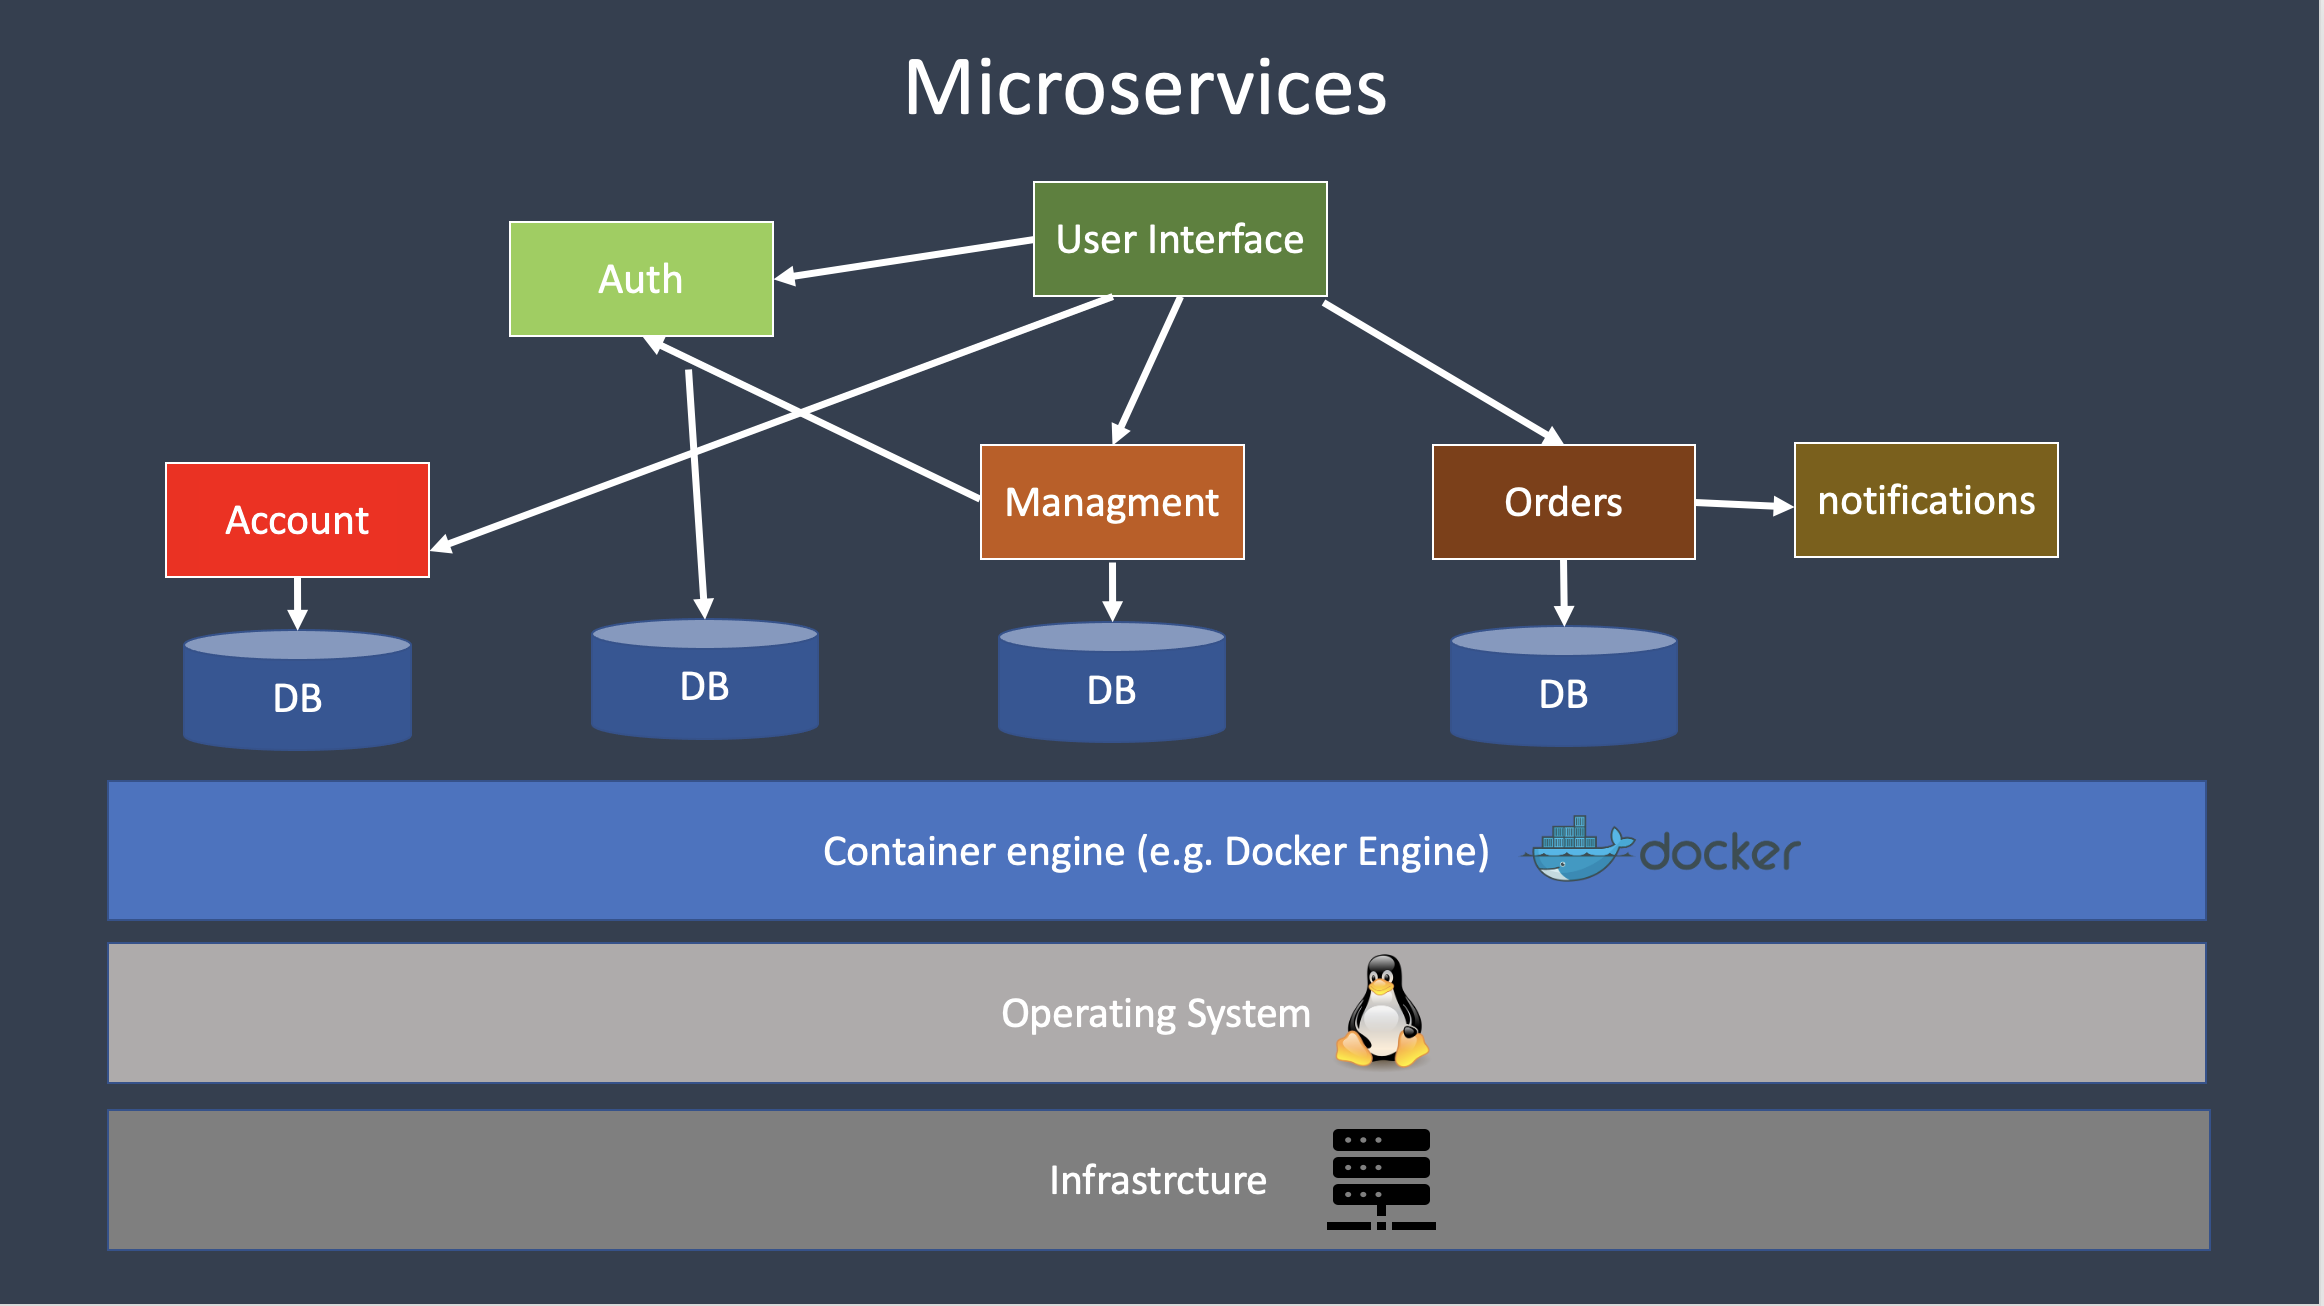 Microservices
User Interface
Auth
Account
Managment
Orders
notifications
DB
DB
DB
DB
Container engine (e.g. Docker Engine)
docker
Operating System
Infrastrcture